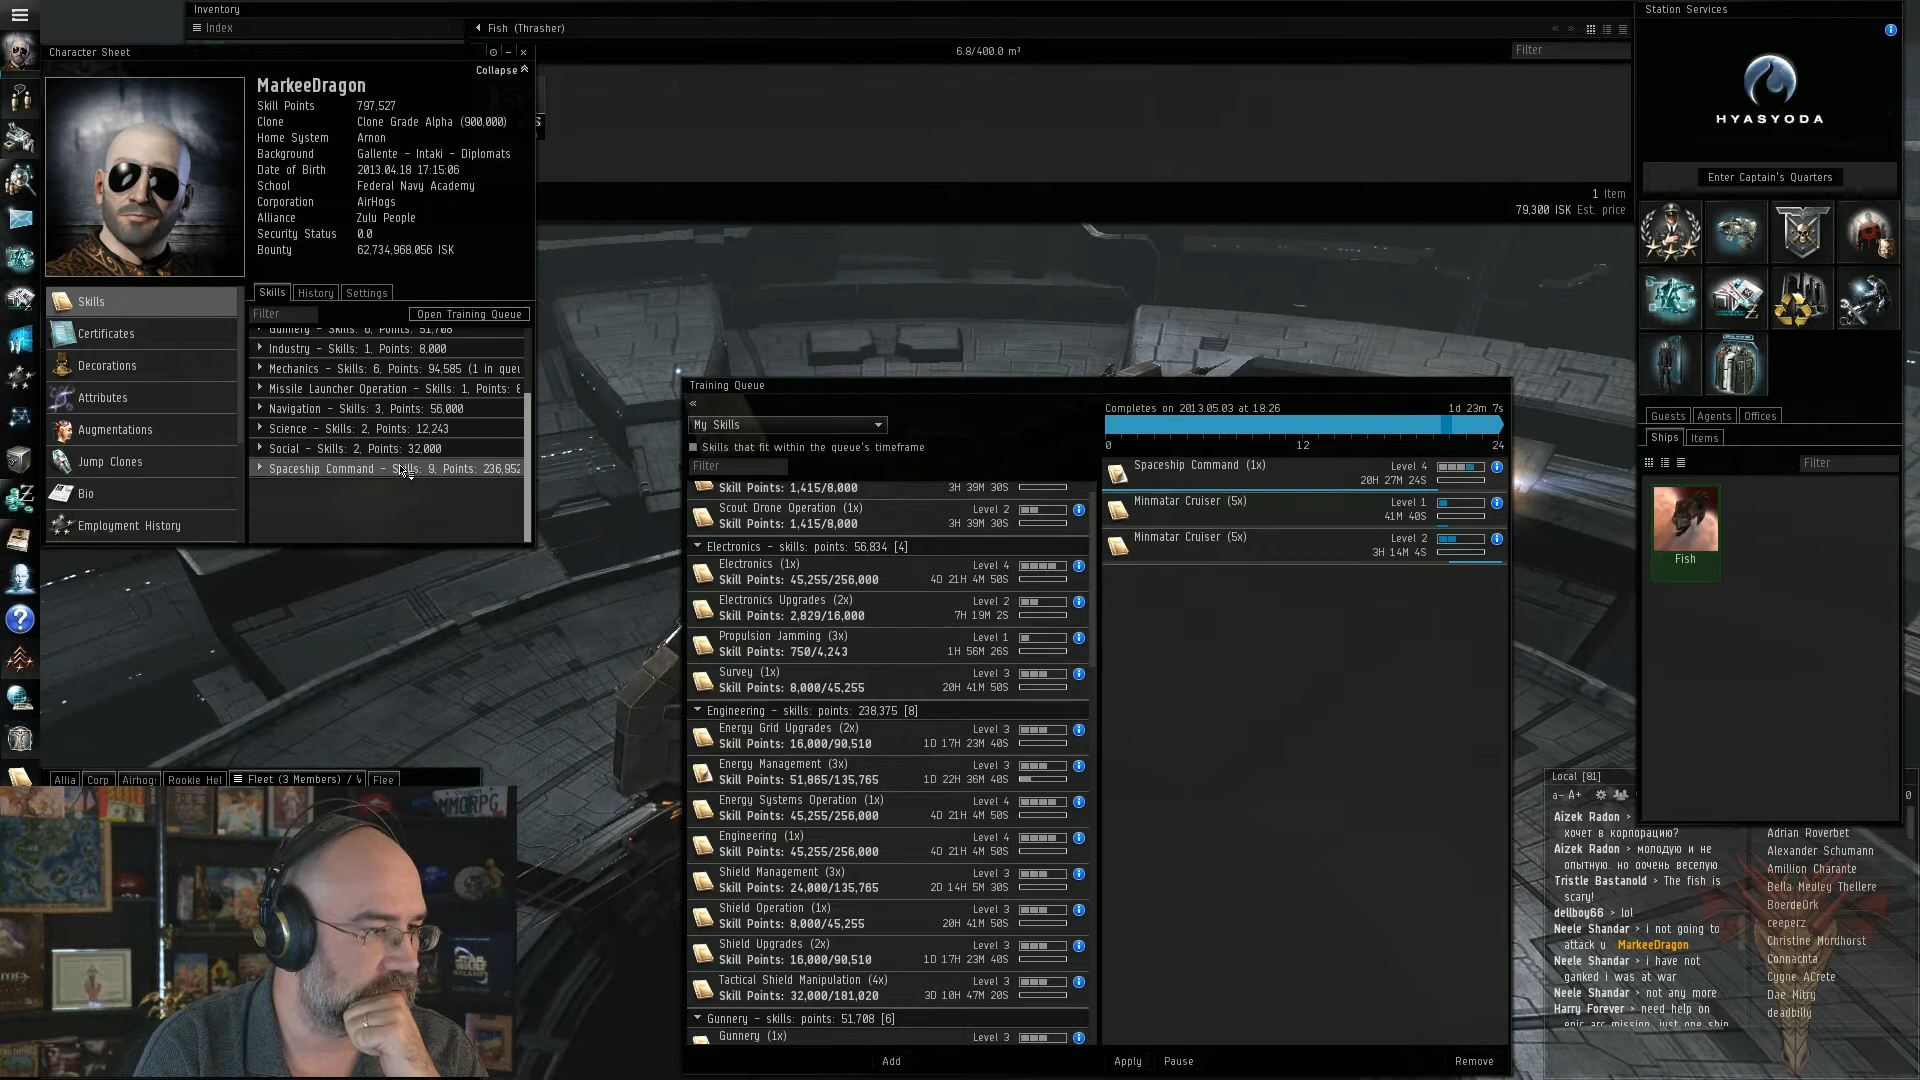 Inventory
Index
Fish (Thrasher)
6.8/400.0 m³
Filter
1 Item
79,300 ISK Est. price
Character Sheet
Collapse
MarkeeDragon
Skill Points 797,527
Clone Clone Grade Alpha (900,000)
Home System Arnon
Background Gallente - Intaki - Diplomats
Date of Birth 2013.04.18 17:15:06
School Federal Navy Academy
Corporation AirHogs
Alliance Zulu People
Security Status 0.0
Bounty 62,734,968,056 ISK
Skills
Certificates
Decorations
Attributes
Augmentations
Jump Clones
Bio
Employment History
Skills History Settings
Filter
Open Training Queue
Gunnery - Skills: 6, Points: 51,708
Industry - Skills: 1, Points: 8,000
Mechanics - Skills: 6, Points: 94,585 (1 in queu
Missile Launcher Operation - Skills: 1, Points: 8
Navigation - Skills: 3, Points: 56,000
Science - Skills: 2, Points: 12,243
Social - Skills: 2, Points: 32,000
Spaceship Command - Skills: 9, Points: 236,952
Training Queue
My Skills
Skills that fit within the queue's timeframe
Filter
Skill Points: 1,415/8,000 3H 39M 30S
Scout Drone Operation (1x) Level 2
Skill Points: 1,415/8,000 3H 39M 30S
Electronics - skills: points: 56,834 [4]
Electronics (1x) Level 4
Skill Points: 45,255/256,000 4D 21H 4M 50S
Electronics Upgrades (2x) Level 2
Skill Points: 2,829/16,000 7H 19M 2S
Propulsion Jamming (3x) Level 1
Skill Points: 750/4,243 1H 56M 26S
Survey (1x) Level 3
Skill Points: 8,000/45,255 20H 41M 50S
Engineering - skills: points: 238,375 [8]
Energy Grid Upgrades (2x) Level 3
Skill Points: 16,000/90,510 1D 17H 23M 40S
Energy Management (3x) Level 3
Skill Points: 51,865/135,765 1D 22H 36M 40S
Energy Systems Operation (1x) Level 4
Skill Points: 45,255/256,000 4D 21H 4M 50S
Engineering (1x) Level 4
Skill Points: 45,255/256,000 4D 21H 4M 50S
Shield Management (3x) Level 3
Skill Points: 24,000/135,765 2D 14H 5M 30S
Shield Operation (1x) Level 3
Skill Points: 8,000/45,255 20H 41M 50S
Shield Upgrades (2x) Level 3
Skill Points: 16,000/90,510 1D 17H 23M 40S
Tactical Shield Manipulation (4x) Level 3
Skill Points: 32,000/181,020 3D 10H 47M 20S
Gunnery - skills: points: 51,708 [6]
Gunnery (1x) Level 3
Add
Completes on 2013.05.03 at 18:26 1d 23m 7s
0 12 24
Spaceship Command (1x) Level 4
20H 27M 24S
Minmatar Cruiser (5x) Level 1
41M 40S
Minmatar Cruiser (5x) Level 2
3H 14M 4S
Apply Pause Remove
Station Services
HYASYODA
Enter Captain's Quarters
Guests Agents Offices
Ships Items
Filter
Fish
Allia Corp Airhog: Rookie Hel Fleet (3 Members) / V Flee
MMORPG
Local [81]
a- A+
Aizek Radon >
хочет в корпорацию?
Aizek Radon >
молодую и не
опытную. но оочень веселую
Tristle Bastanold > The fish is
scary!
dellboy66 > lol
Neele Shandar > i not going to
attack u MarkeeDragon
Neele Shandar > i have not
ganked i was at war
Neele Shandar > not any more
Harry Forever > need help on
epic arc mission, just one ship
Adrian Roverbet
Alexander Schumann
Amillion Charante
Bella Medley Thellere
BoerdeOrk
ceeperz
Christine Mordhorst
Connachta
Cygne ACrete
Dae Mitry
deadbilly